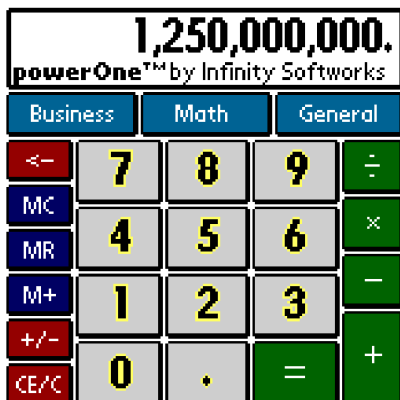 1,250,000,000.
powerOne™ by Infinity Softworks
Business Math General
<- 7 8 9 ÷
MC 4 5 6 ×
MR
M+ 1 2 3 −
+/- 0 . = +
CE/C